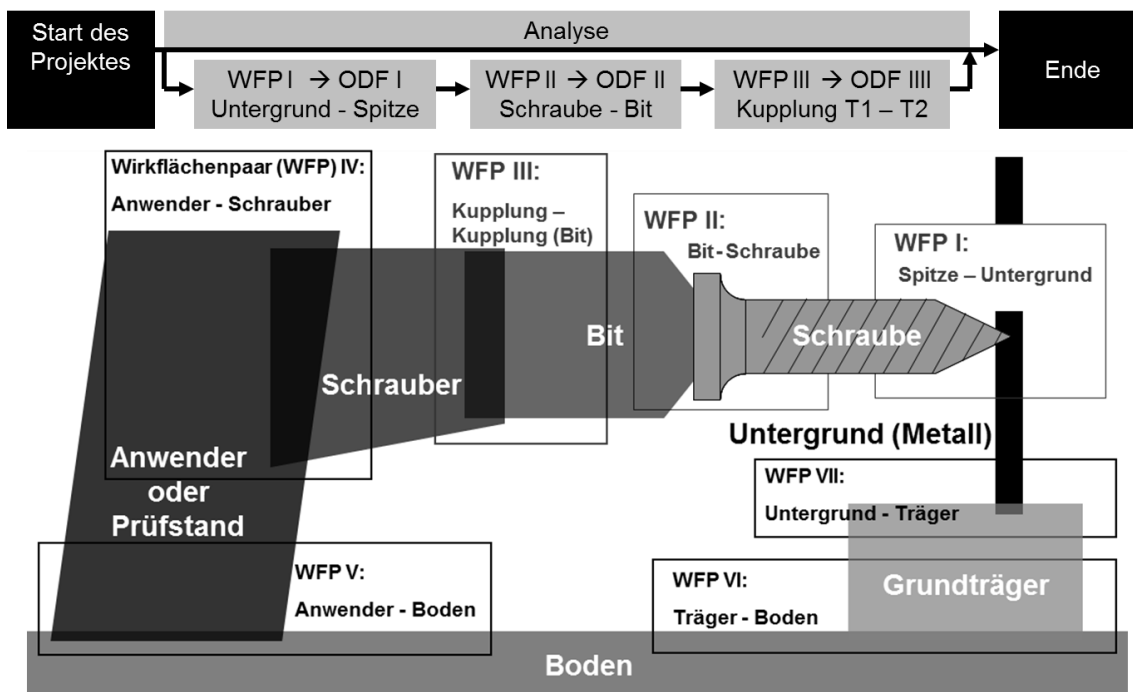 Start des
Projektes
Analyse
WFP I → ODF I
Untergrund - Spitze
WFP II → ODF II
Schraube - Bit
WFP III → ODF IIII
Kupplung T1 – T2
Ende
Wirkflächenpaar (WFP) IV:
Anwender - Schrauber
WFP III:
Kupplung –
Kupplung (Bit)
WFP II:
Bit - Schraube
WFP I:
Spitze – Untergrund
Bit
Schraube
Schrauber
Untergrund (Metall)
Anwender
oder
Prüfstand
WFP VII:
Untergrund - Träger
WFP V:
Anwender - Boden
WFP VI:
Träger - Boden
Grundträger
Boden